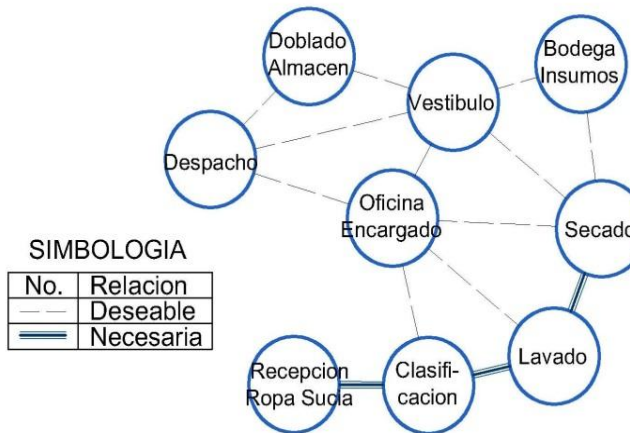 Doblado
Almacen
Bodega
Insumos
Vestibulo
Despacho
Oficina
Encargado
Secado
SIMBOLOGIA
No. Relacion
Deseable
Necesaria
Recepcion
Ropa Sucia
Clasifi-
cacion
Lavado